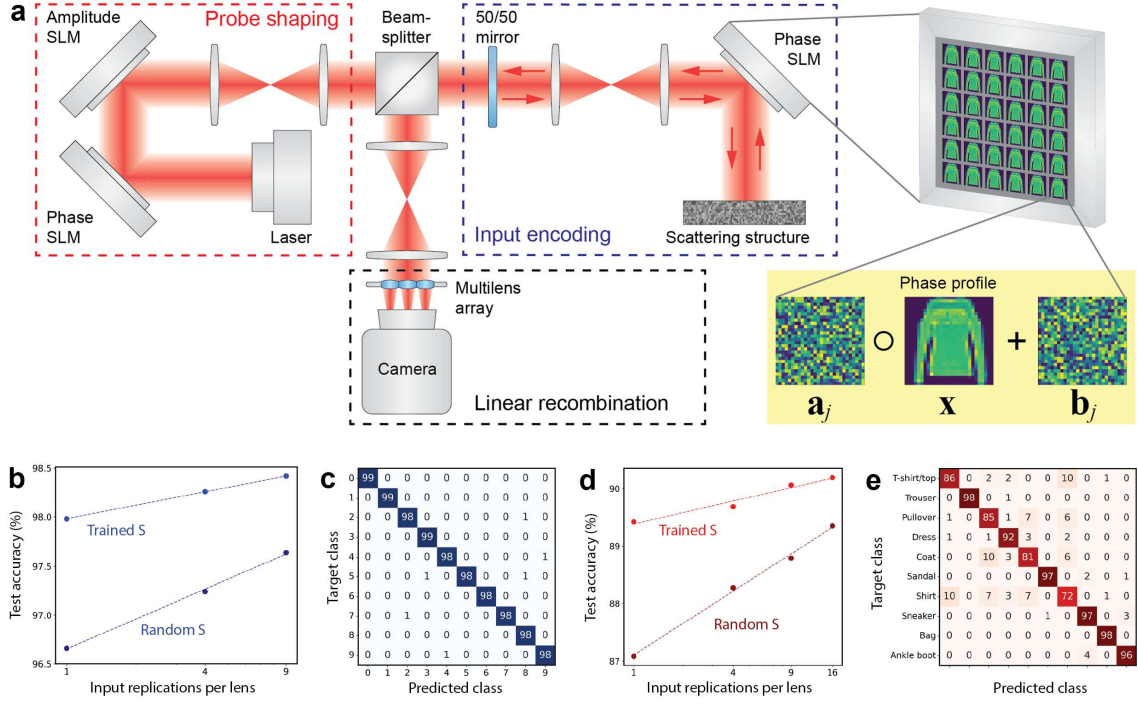 a
Amplitude
SLM
Probe shaping
Beam-
splitter
50/50
mirror
Phase
SLM
Phase
SLM
Laser
Input encoding
Scattering structure
Multilens
array
Camera
Linear recombination
Phase profile
a_j
x
+
b_j
b
98.5
98.0
97.5
97.0
96.5
Test accuracy (%)
Trained S
Random S
1 4 9
Input replications per lens
c
Target class
0 99 0 0 0 0 0 0 0 0 0
1 0 99 0 0 0 0 0 0 0 0
2 0 0 98 0 0 0 0 0 1 0
3 0 0 0 99 0 0 0 0 0 0
4 0 0 0 0 98 0 0 0 0 1
5 0 0 0 1 0 98 0 0 1 0
6 0 0 0 0 0 0 98 0 0 0
7 0 0 1 0 0 0 0 98 0 0
8 0 0 0 0 0 0 0 0 98 0
9 0 0 0 0 1 0 0 0 0 98
0 1 2 3 4 5 6 7 8 9
Predicted class
d
90
89
88
87
Test accuracy (%)
Trained S
Random S
1 4 9 16
Input replications per lens
e
Target class
T-shirt/top 86 0 2 2 0 0 10 0 1 0
Trouser 0 98 0 1 0 0 0 0 0 0
Pullover 1 0 85 1 7 0 6 0 0 0
Dress 1 0 1 92 3 0 2 0 0 0
Coat 0 0 10 3 81 0 6 0 0 0
Sandal 0 0 0 0 0 97 0 2 0 1
Shirt 10 0 7 3 7 0 72 0 1 0
Sneaker 0 0 0 0 0 1 0 97 0 3
Bag 0 0 0 0 0 0 0 0 98 0
Ankle boot 0 0 0 0 0 0 0 4 0 96
Predicted class